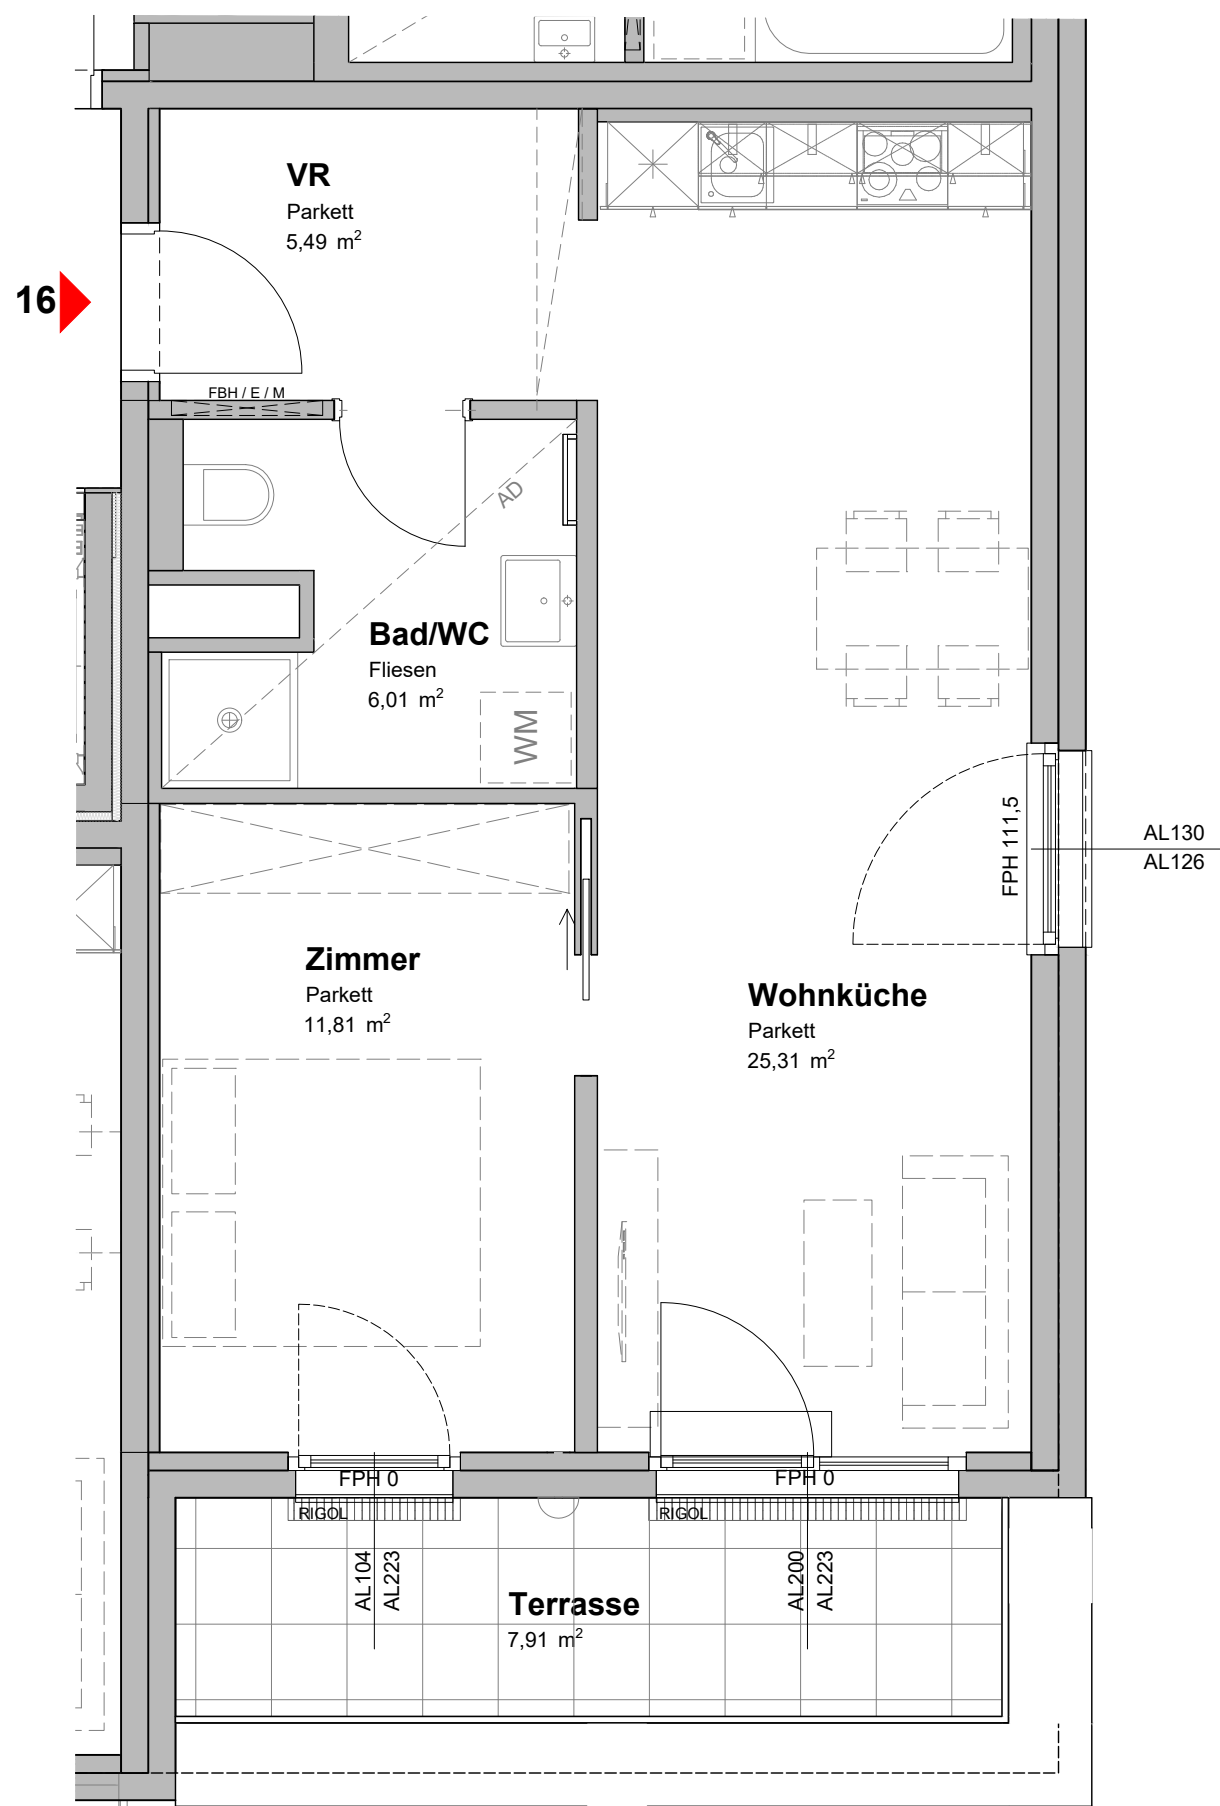 VR
Parkett
5,49 m²
16
FBH / E / M
AD
Bad/WC
Fliesen
6,01 m²
WM
FPH 111,5
AL130
AL126
Zimmer
Parkett
11,81 m²
Wohnküche
Parkett
25,31 m²
FPH 0
FPH 0
RIGOL
RIGOL
AL104
AL223
AL200
AL223
Terrasse
7,91 m²